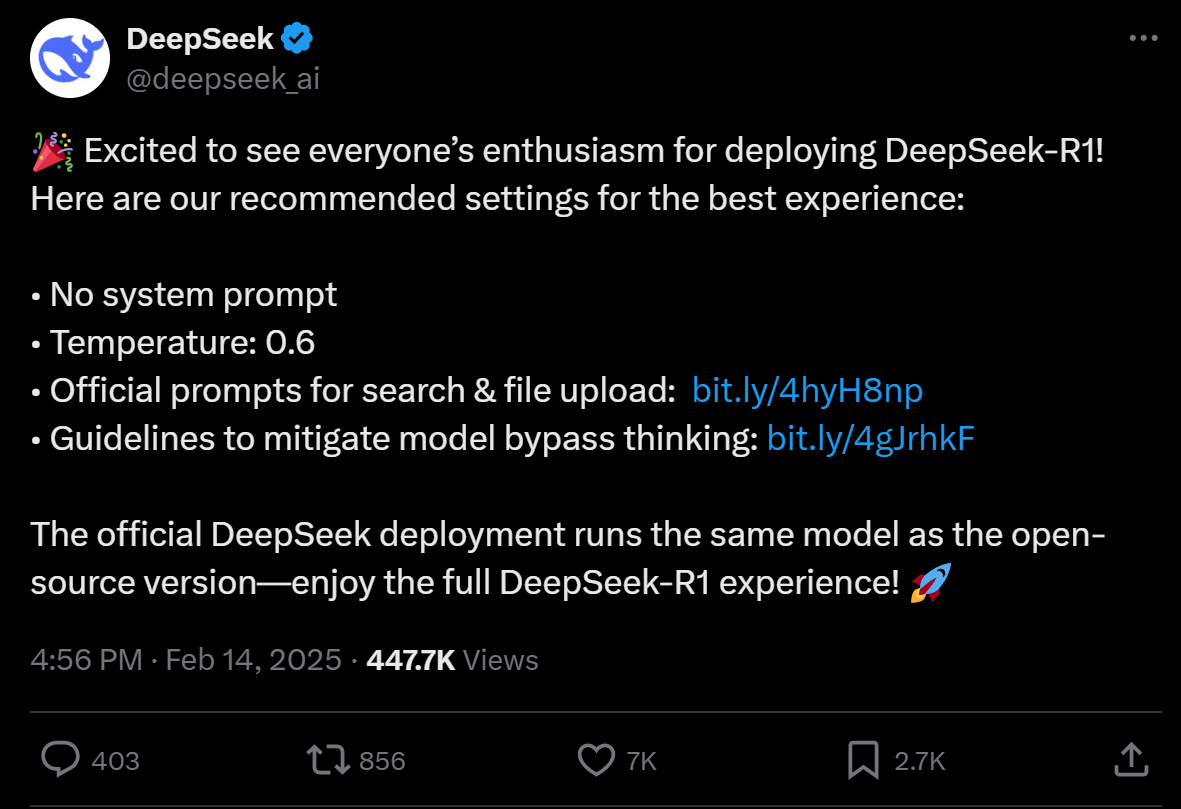 DeepSeek
@deepseek_ai
🎉 Excited to see everyone’s enthusiasm for deploying DeepSeek-R1!
Here are our recommended settings for the best experience:
• No system prompt
• Temperature: 0.6
• Official prompts for search & file upload: bit.ly/4hyH8np
• Guidelines to mitigate model bypass thinking: bit.ly/4gJrhkF
The official DeepSeek deployment runs the same model as the open-
source version—enjoy the full DeepSeek-R1 experience! 🚀
4:56 PM · Feb 14, 2025 · 447.7K Views
403 856 7K 2.7K